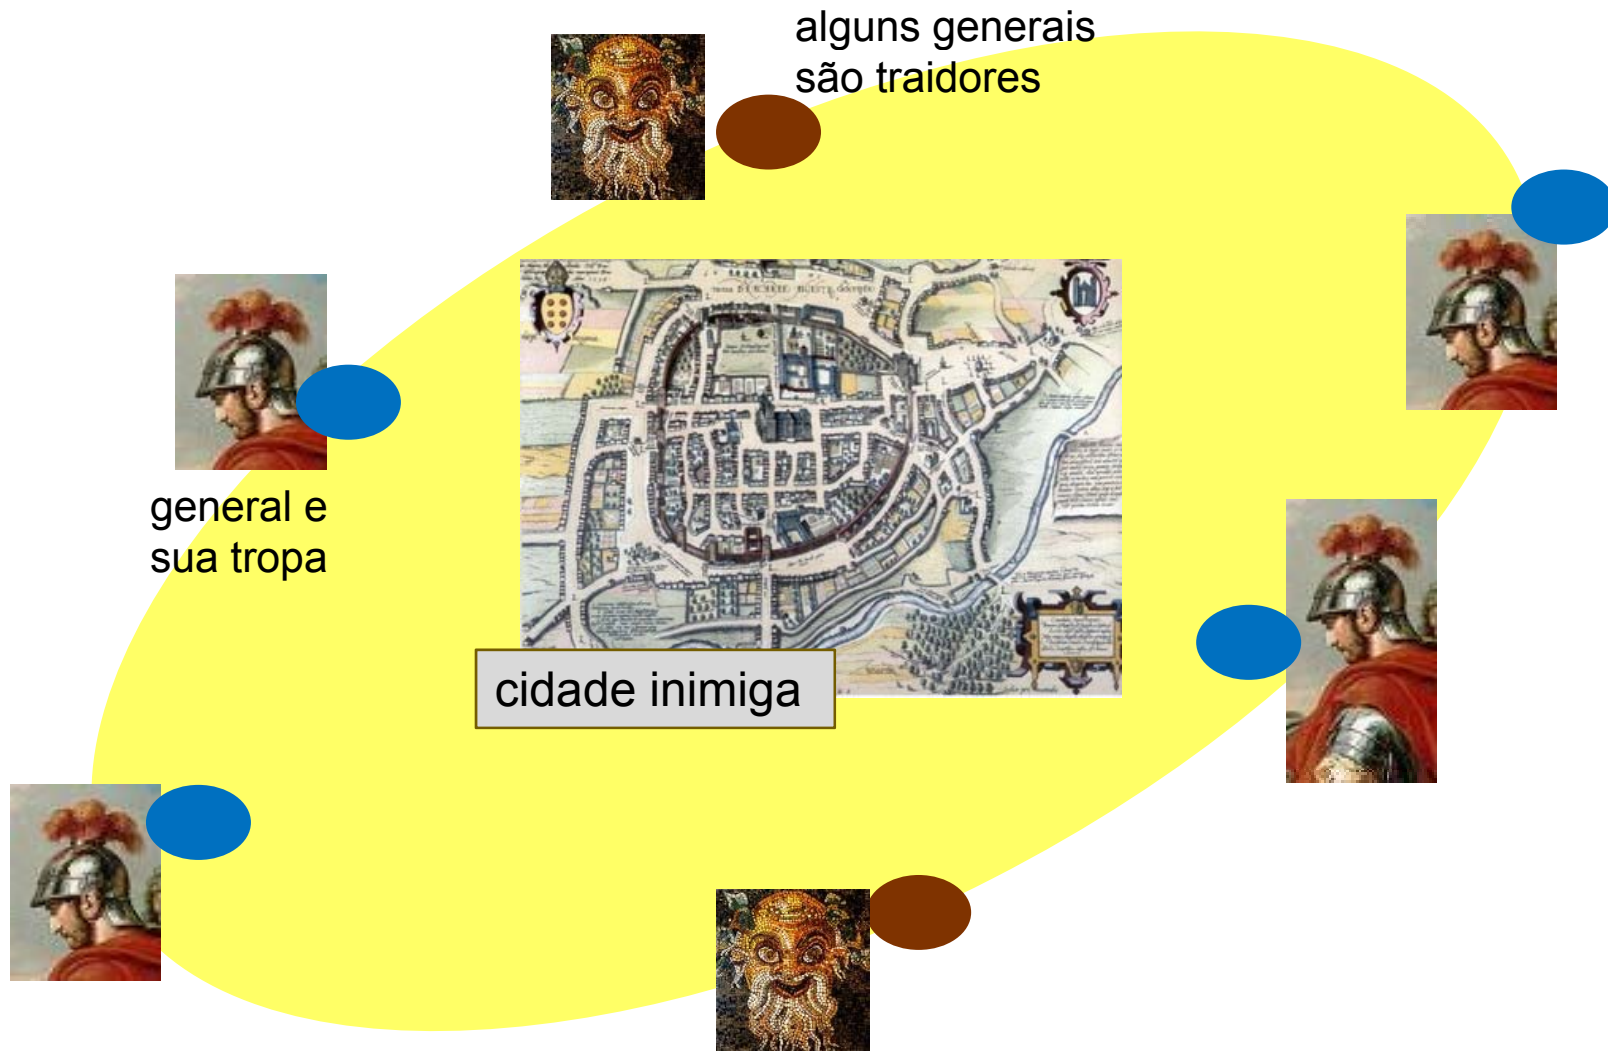 alguns generais
são traidores
general e
sua tropa
cidade inimiga